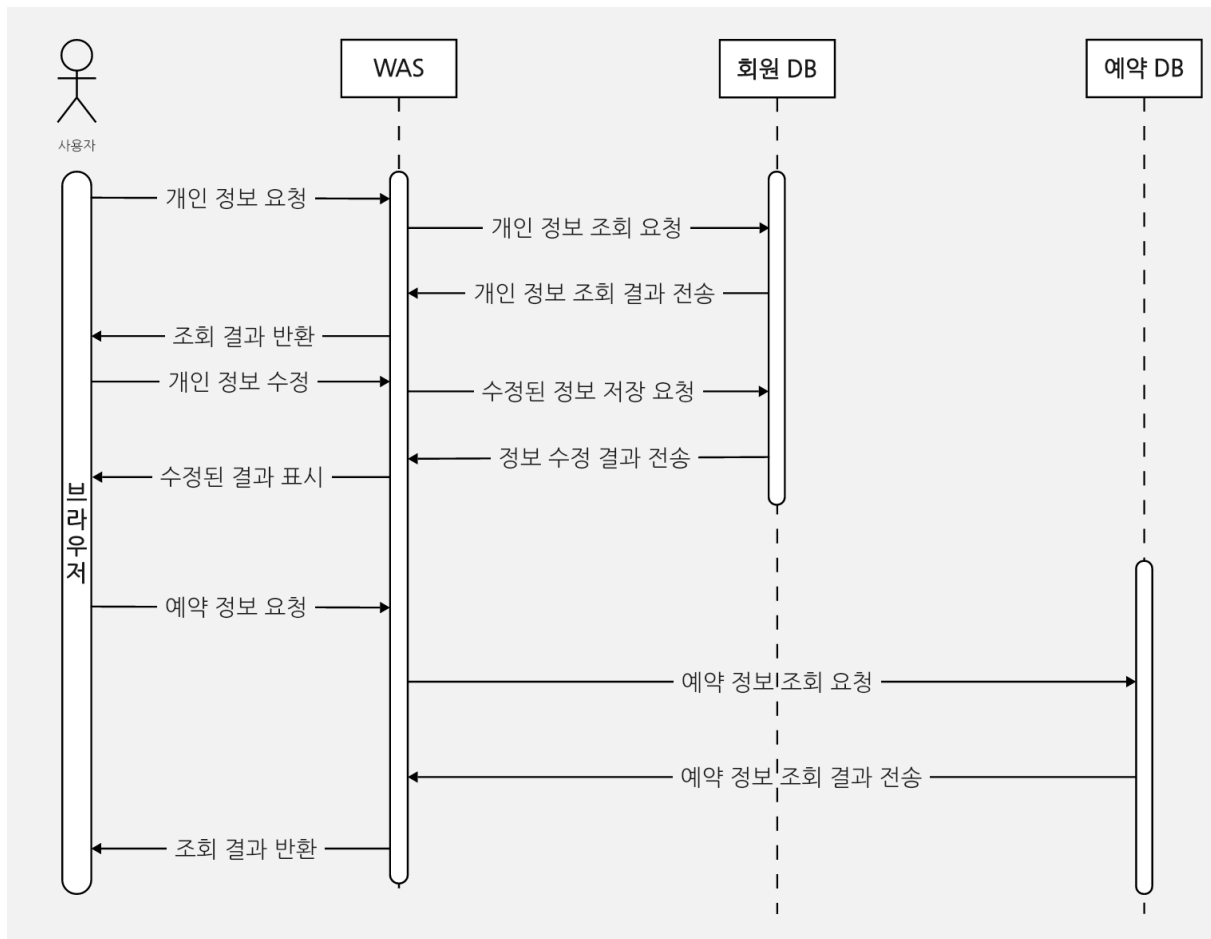 WAS
회원 DB
예약 DB
사용자
개인 정보 요청
개인 정보 조회 요청
개인 정보 조회 결과 전송
조회 결과 반환
개인 정보 수정
수정된 정보 저장 요청
정보 수정 결과 전송
수정된 결과 표시
브라우저
예약 정보 요청
예약 정보 조회 요청
예약 정보 조회 결과 전송
조회 결과 반환